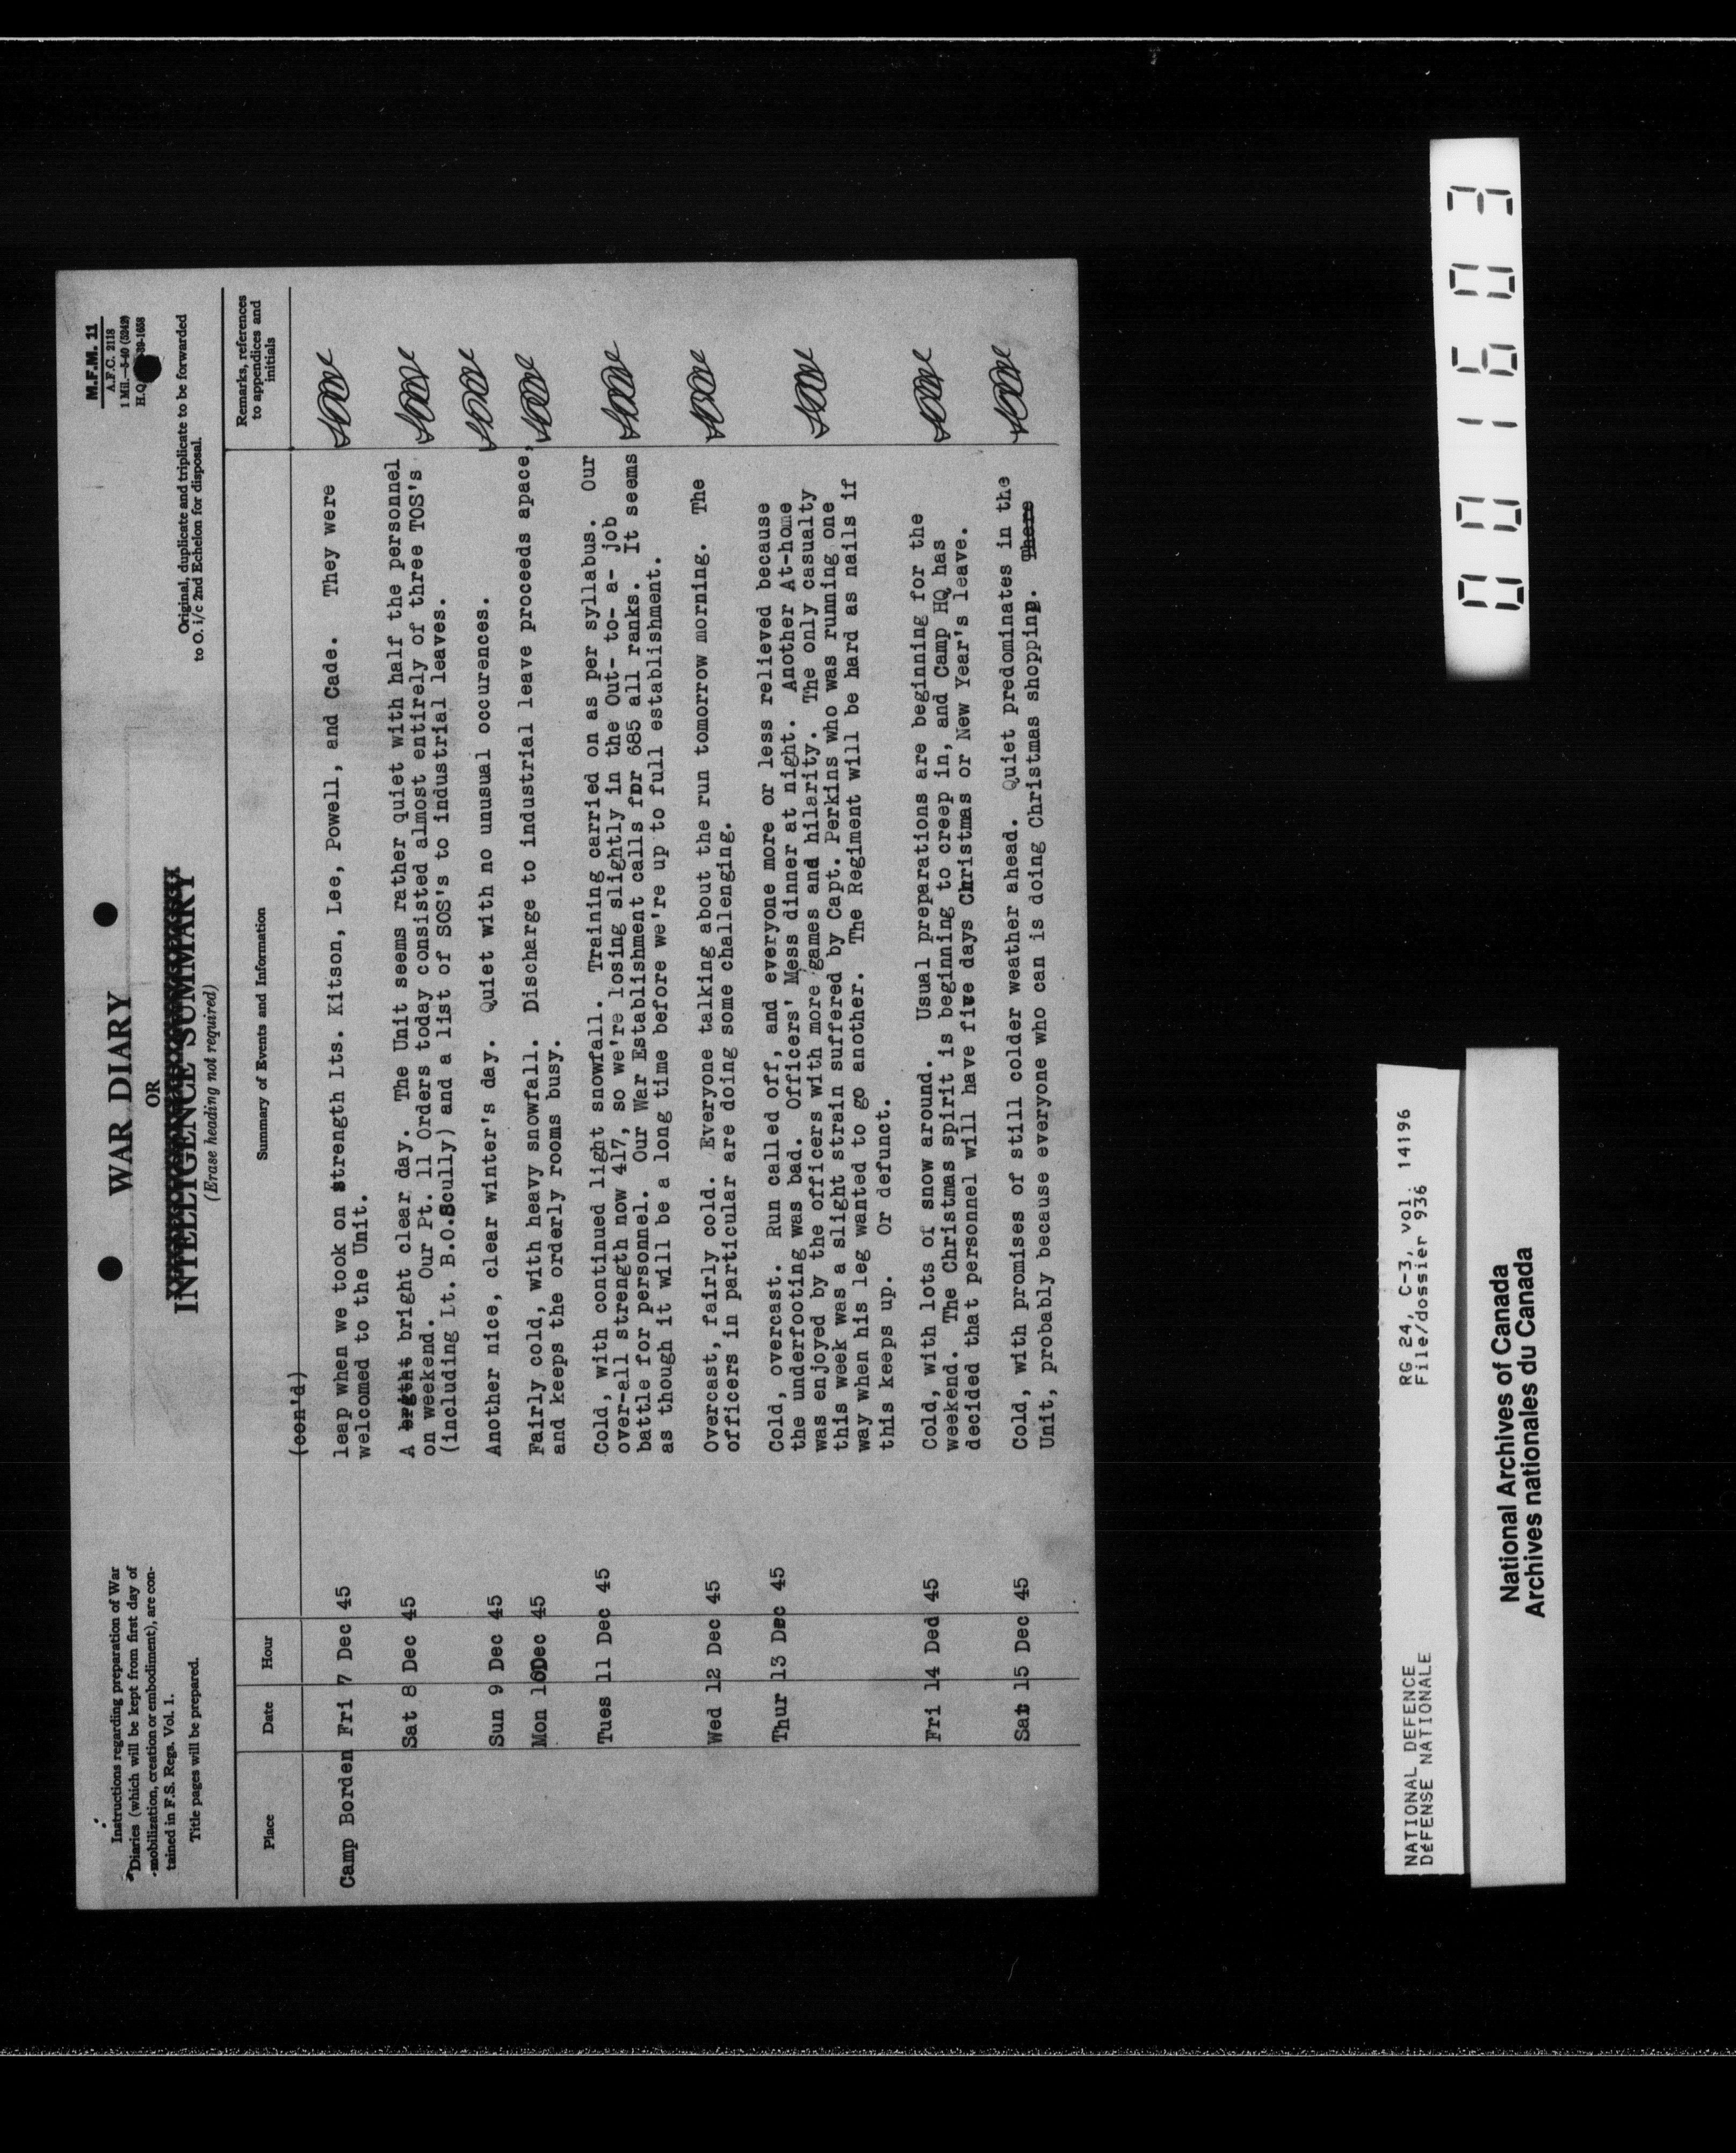 Instructions regarding preparation of War
Diaries (which will be kept from first day of
mobilization, creation or embodiment), are con-
tained in F.S. Regs. Vol. 1.
Title pages will be prepared.
WAR DIARY
OR
INTELLIGENCE SUMMARY
(Erase heading not required)
M.F.M. 11
A.F.C. 2118
1 Mil.—5-40 (5942)
H.Q. 39-1658
Original, duplicate and triplicate to be forwarded
to O. i/c 2nd Echelon for disposal.
Place Date Hour Summary of Events and Information Remarks, references
to appendices and
initials
(con'd)
Camp Borden Fri 7 Dec 45 leap when we took on strength Lts. Kitson, Lee, Powell, and Cade. They were
welcomed to the Unit.
Sat 8 Dec 45 A brgtht bright clear day. The Unit seems rather quiet with half the personnel
on weekend. Our Pt. 11 Orders today consisted almost entirely of three TOS's
(including Lt. B.O.Scully) and a list of SOS's to industrial leaves.
Sun 9 Dec 45 Another nice, clear winter's day. Quiet with no unusual occurences.
Mon 10Dec 45 Fairly cold, with heavy snowfall. Discharge to industrial leave proceeds apace,
and keeps the orderly rooms busy.
Tues 11 Dec 45 Cold, with continued light snowfall. Training carried on as per syllabus. Our
over-all strength now 417, so we're losing slightly in the Out- to- a- job
battle for personnel. Our War Establishment calls for 685 all ranks. It seems
as though it will be a long time before we're up to full establishment.
Wed 12 Dec 45 Overcast, fairly cold. Everyone talking about the run tomorrow morning. The
officers in particular are doing some challenging.
Thur 13 Dec 45 Cold, overcast. Run called off, and everyone more or less relieved because
the underfooting was bad. Officers' Mess dinner at night. Another At-home
was enjoyed by the officers with more games and hilarity. The only casualty
this week was a slight strain suffered by Capt. Perkins who was running one
way when his leg wanted to go another. The Regiment will be hard as nails if
this keeps up. Or defunct.
Fri 14 Ded 45 Cold, with lots of snow around. Usual preparations are beginning for the
weekend. The Christmas spirit is beginning to creep in, and Camp HQ has
decided that personnel will have five days Christmas or New Year's leave.
Sat 15 Dec 45 Cold, with promises of still colder weather ahead. Quiet predominates in the
Unit, probably because everyone who can is doing Christmas shopping. There
NATIONAL DEFENCE RG 24, C-3, vol. 14196
DéFENSE NATIONALE File/dossier 936
National Archives of Canada
Archives nationales du Canada
001603